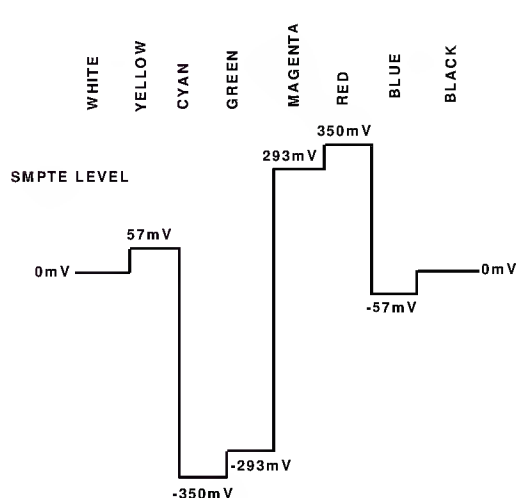 WHITE
YELLOW
CYAN
GREEN
MAGENTA
RED
BLUE
BLACK
350mV
293mV
SMPTE LEVEL
57mV
0mV
0mV
-57mV
-293mV
-350mV